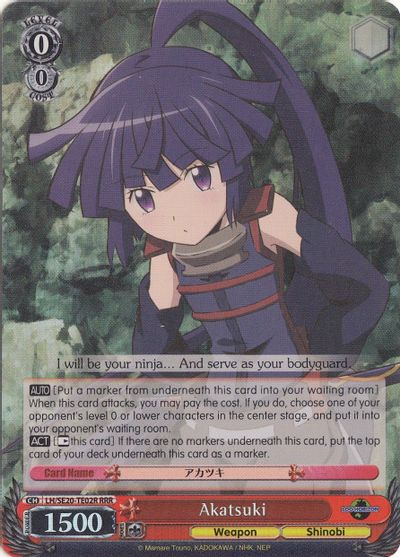 LEVEL
0
0
COST
I will be your ninja... And serve as your bodyguard.
AUTO [Put a marker from underneath this card into your waiting room]
When this card attacks, you may pay the cost. If you do, choose one of your
opponent's level 0 or lower characters in the center stage, and put it into
your opponent's waiting room.
ACT [this card] If there are no markers underneath this card, put the top
card of your deck underneath this card as a marker.
Card Name アカツキ
CH LH/SE20-TE02R RRR
Akatsuki
POWER
1500
Weapon
Shinobi
LOG HORIZON
© Mamare Touno, KADOKAWA / NHK, NEP